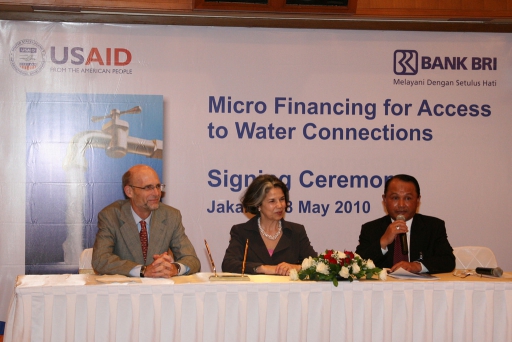 USAID
FROM THE AMERICAN PEOPLE
BANK BRI
Melayani Dengan Setulus Hati
Micro Financing for Access
to Water Connections
Signing Ceremon
Jaka 8 May 2010